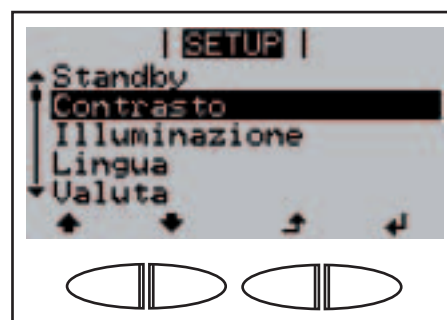 SETUP
Standby
Contrasto
Illuminazione
Lingua
Valuta